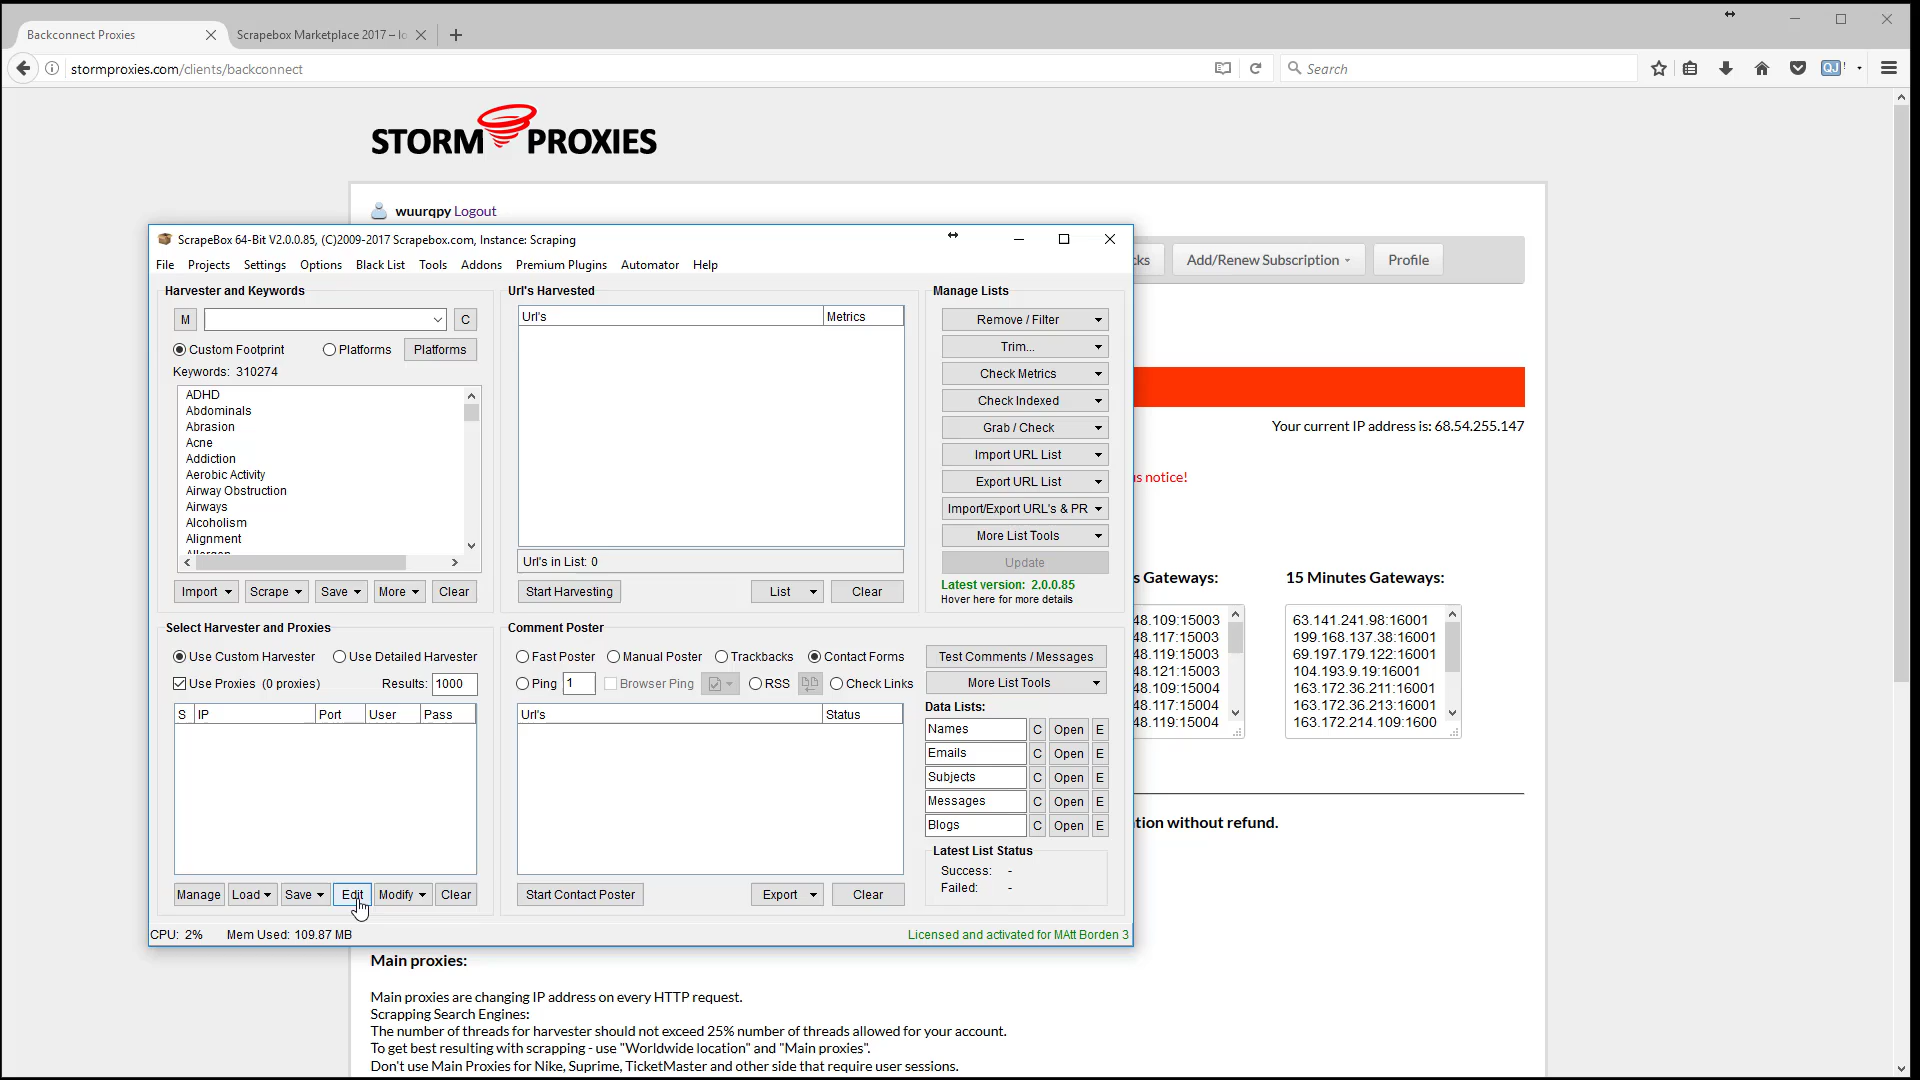 Backconnect Proxies
Scrapebox Marketplace 2017 – lo
stormproxies.com/clients/backconnect
Search
QJ !
STORM PROXIES
wuurqpy Logout
ScrapeBox 64-Bit V2.0.0.85, (C)2009-2017 Scrapebox.com, Instance: Scraping
File Projects Settings Options Black List Tools Addons Premium Plugins Automator Help
cks
Add/Renew Subscription
Profile
Harvester and Keywords
M
C
Custom Footprint Platforms Platforms
Keywords: 310274
ADHD
Abdominals
Abrasion
Acne
Addiction
Aerobic Activity
Airway Obstruction
Airways
Alcoholism
Alignment
Allergen
Import Scrape Save More Clear
Url's Harvested
Url's Metrics
Url's in List: 0
Start Harvesting List Clear
Manage Lists
Remove / Filter
Trim...
Check Metrics
Check Indexed
Grab / Check
Import URL List
Export URL List
Import/Export URL's & PR
More List Tools
Update
Latest version: 2.0.0.85
Hover here for more details
Your current IP address is: 68.54.255.147
us notice!
s Gateways:
48.109:15003
48.117:15003
48.119:15003
48.121:15003
48.109:15004
48.117:15004
48.119:15004
15 Minutes Gateways:
63.141.241.98:16001
199.168.137.38:16001
69.197.179.122:16001
104.193.9.19:16001
163.172.36.211:16001
163.172.36.213:16001
163.172.214.109:1600
Select Harvester and Proxies
Use Custom Harvester Use Detailed Harvester
Use Proxies (0 proxies) Results: 1000
S IP Port User Pass
Manage Load Save Edit Modify Clear
Comment Poster
Fast Poster Manual Poster Trackbacks Contact Forms
Ping 1 Browser Ping RSS Check Links
Url's Status
Start Contact Poster Export Clear
Test Comments / Messages
More List Tools
Data Lists:
Names C Open E
Emails C Open E
Subjects C Open E
Messages C Open E
Blogs C Open E
Latest List Status
Success: -
Failed: -
CPU: 2% Mem Used: 109.87 MB
Licensed and activated for MAtt Borden 3
tion without refund.
Main proxies:
Main proxies are changing IP address on every HTTP request.
Scrapping Search Engines:
The number of threads for harvester should not exceed 25% number of threads allowed for your account.
To get best resulting with scrapping - use "Worldwide location" and "Main proxies".
Don't use Main Proxies for Nike, Suprime, TicketMaster and other side that require user sessions.